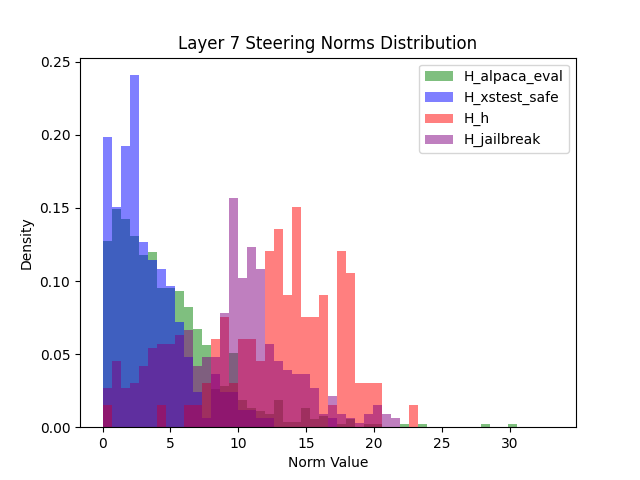 Layer 7 Steering Norms Distribution
H_alpaca_eval
H_xstest_safe
H_h
H_jailbreak
Density
0.25
0.20
0.15
0.10
0.05
0.00
0 5 10 15 20 25 30
Norm Value